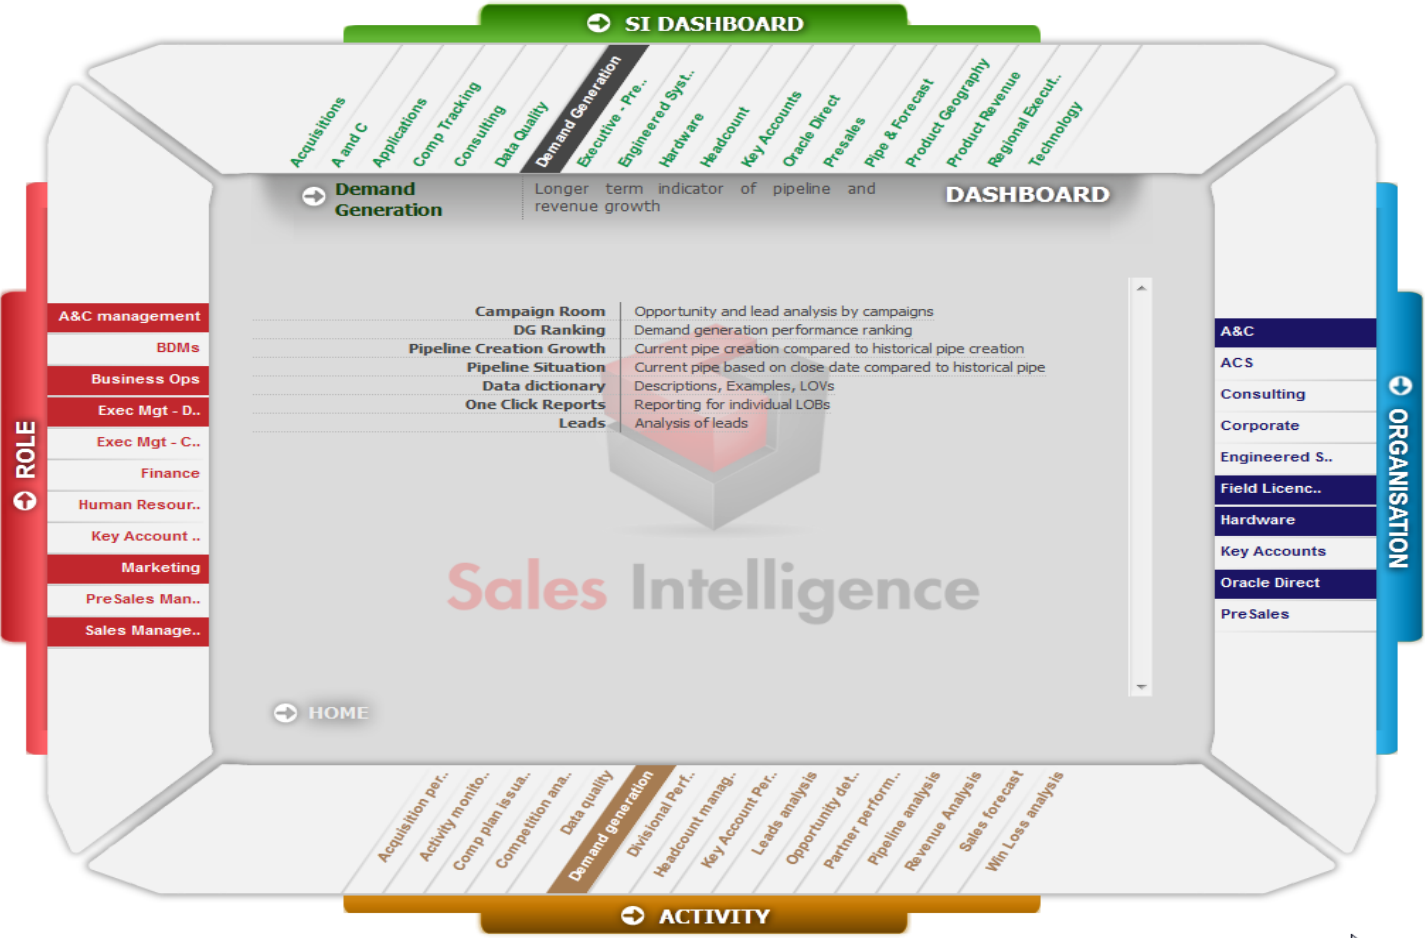 SI DASHBOARD
Acquisitions
A and C
Applications
Comp Tracking
Consulting
Data Quality
Demand Generation
Executive - Pre..
Engineered Syst..
Hardware
Headcount
Key Accounts
Oracle Direct
Presales
Pipe & Forecast
Product Geography
Product Revenue
Regional Execut..
Technology
Demand
Generation
Longer term indicator of pipeline and
revenue growth
DASHBOARD
ROLE
A&C management
BDMs
Business Ops
Exec Mgt - D..
Exec Mgt - C..
Finance
Human Resour..
Key Account ..
Marketing
PreSales Man..
Sales Manage..
Campaign Room Opportunity and lead analysis by campaigns
DG Ranking Demand generation performance ranking
Pipeline Creation Growth Current pipe creation compared to historical pipe creation
Pipeline Situation Current pipe based on close date compared to historical pipe
Data dictionary Descriptions, Examples, LOVs
One Click Reports Reporting for individual LOBs
Leads Analysis of leads
Sales Intelligence
HOME
A&C
ACS
Consulting
Corporate
Engineered S..
Field Licenc..
Hardware
Key Accounts
Oracle Direct
PreSales
ORGANISATION
Acquisition per..
Activity monito..
Comp plan issua..
Competition ana..
Data quality
Demand generation
Divisional Perf..
Headcount manag..
Key Account Per..
Leads analysis
Opportunity det..
Partner perform..
Pipeline analysis
Revenue Analysis
Sales forecast
Win Loss analysis
ACTIVITY